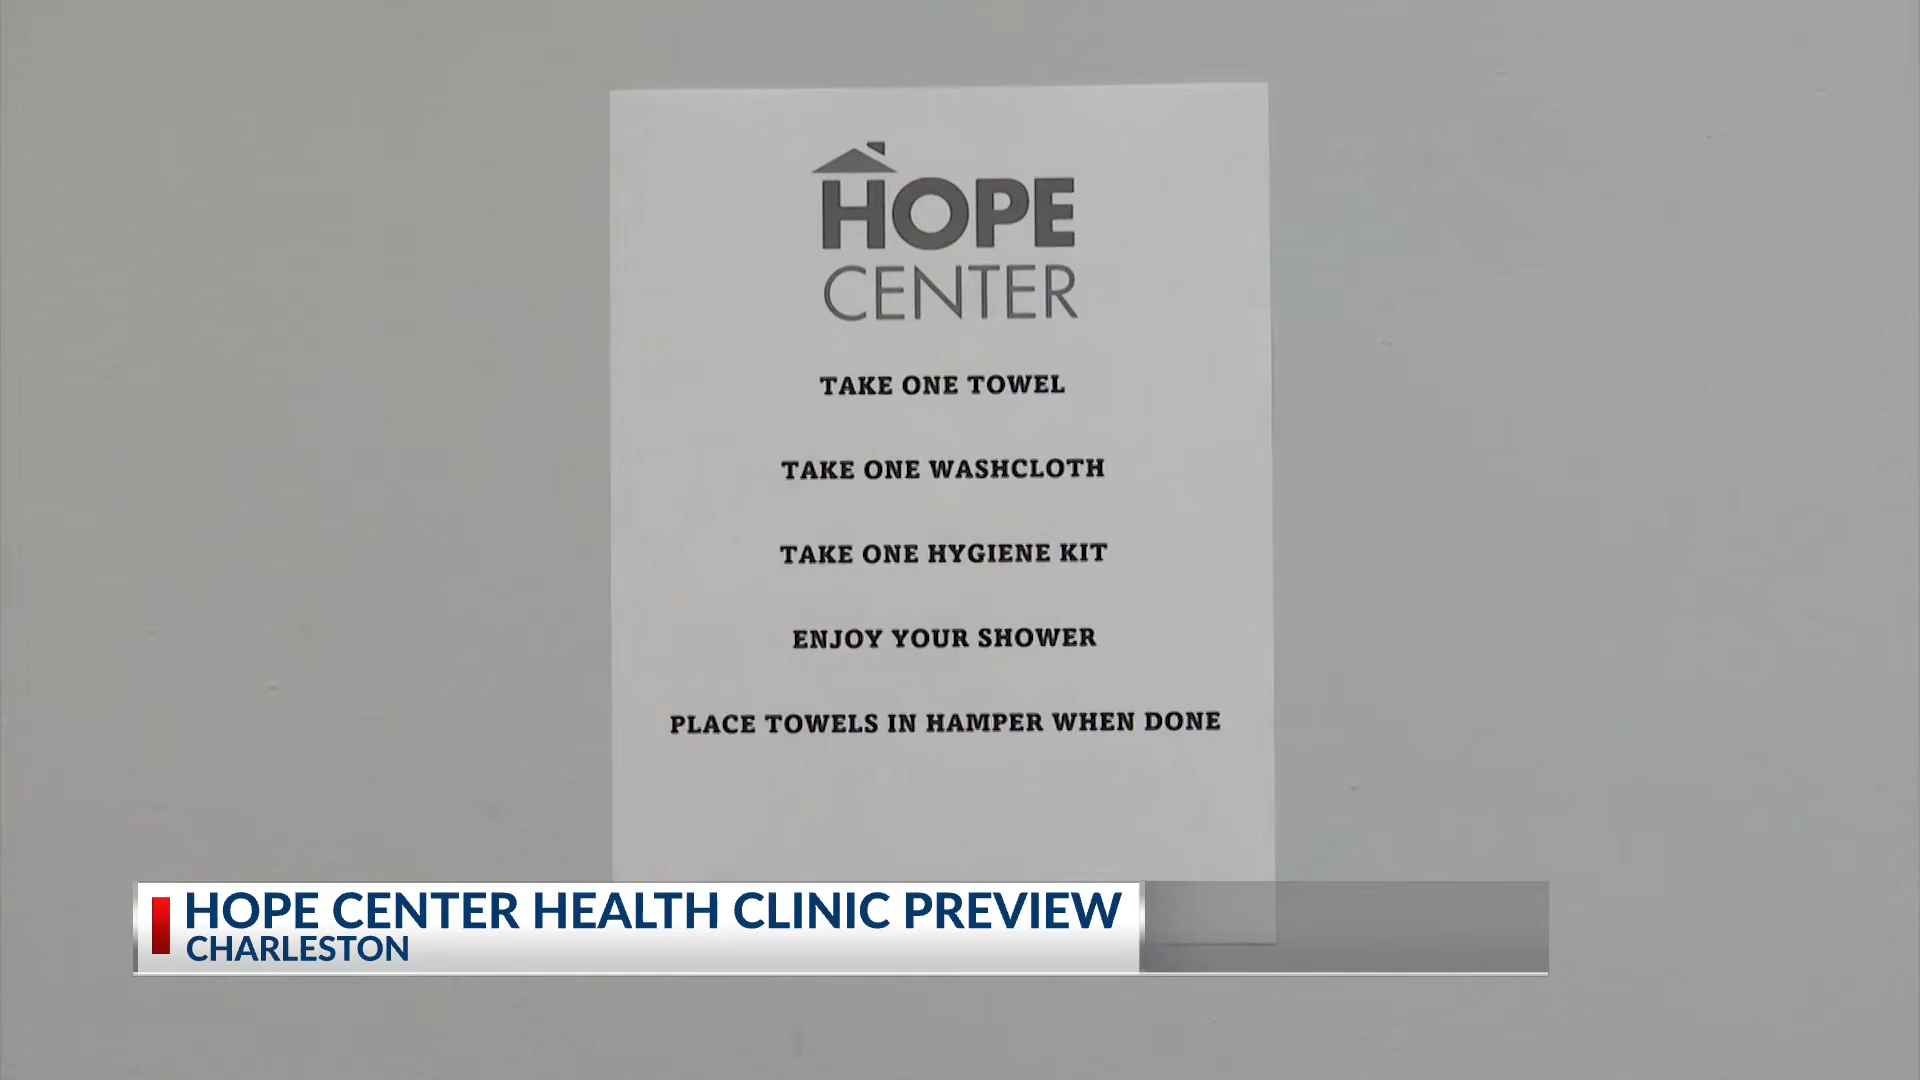 HOPE
CENTER
TAKE ONE TOWEL
TAKE ONE WASHCLOTH
TAKE ONE HYGIENE KIT
ENJOY YOUR SHOWER
PLACE TOWELS IN HAMPER WHEN DONE
HOPE CENTER HEALTH CLINIC PREVIEW
CHARLESTON